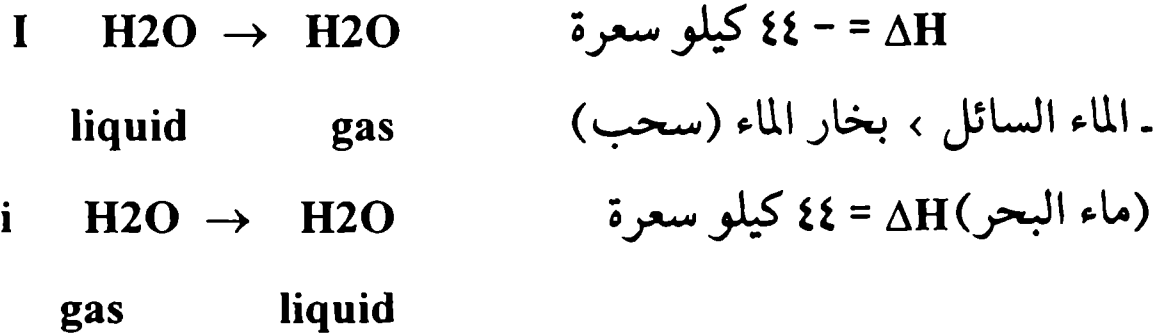 I H2O → H2O ΔH = - ٤٤ كيلو سعرة
liquid gas - الماء السائل ، بخار الماء (سحب)
i H2O → H2O (ماء البحر) ΔH = ٤٤ كيلو سعرة
gas liquid